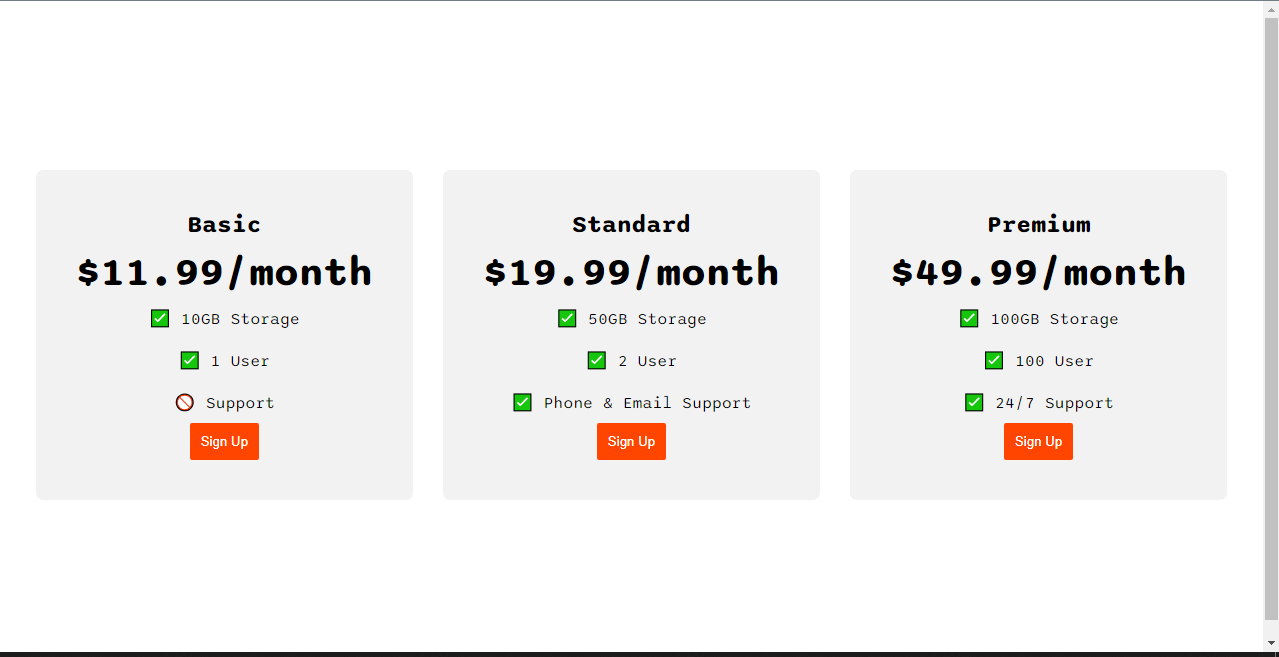 Basic
$11.99/month
✅ 10GB Storage
✅ 1 User
🚫 Support
Sign Up
Standard
$19.99/month
✅ 50GB Storage
✅ 2 User
✅ Phone & Email Support
Sign Up
Premium
$49.99/month
✅ 100GB Storage
✅ 100 User
✅ 24/7 Support
Sign Up